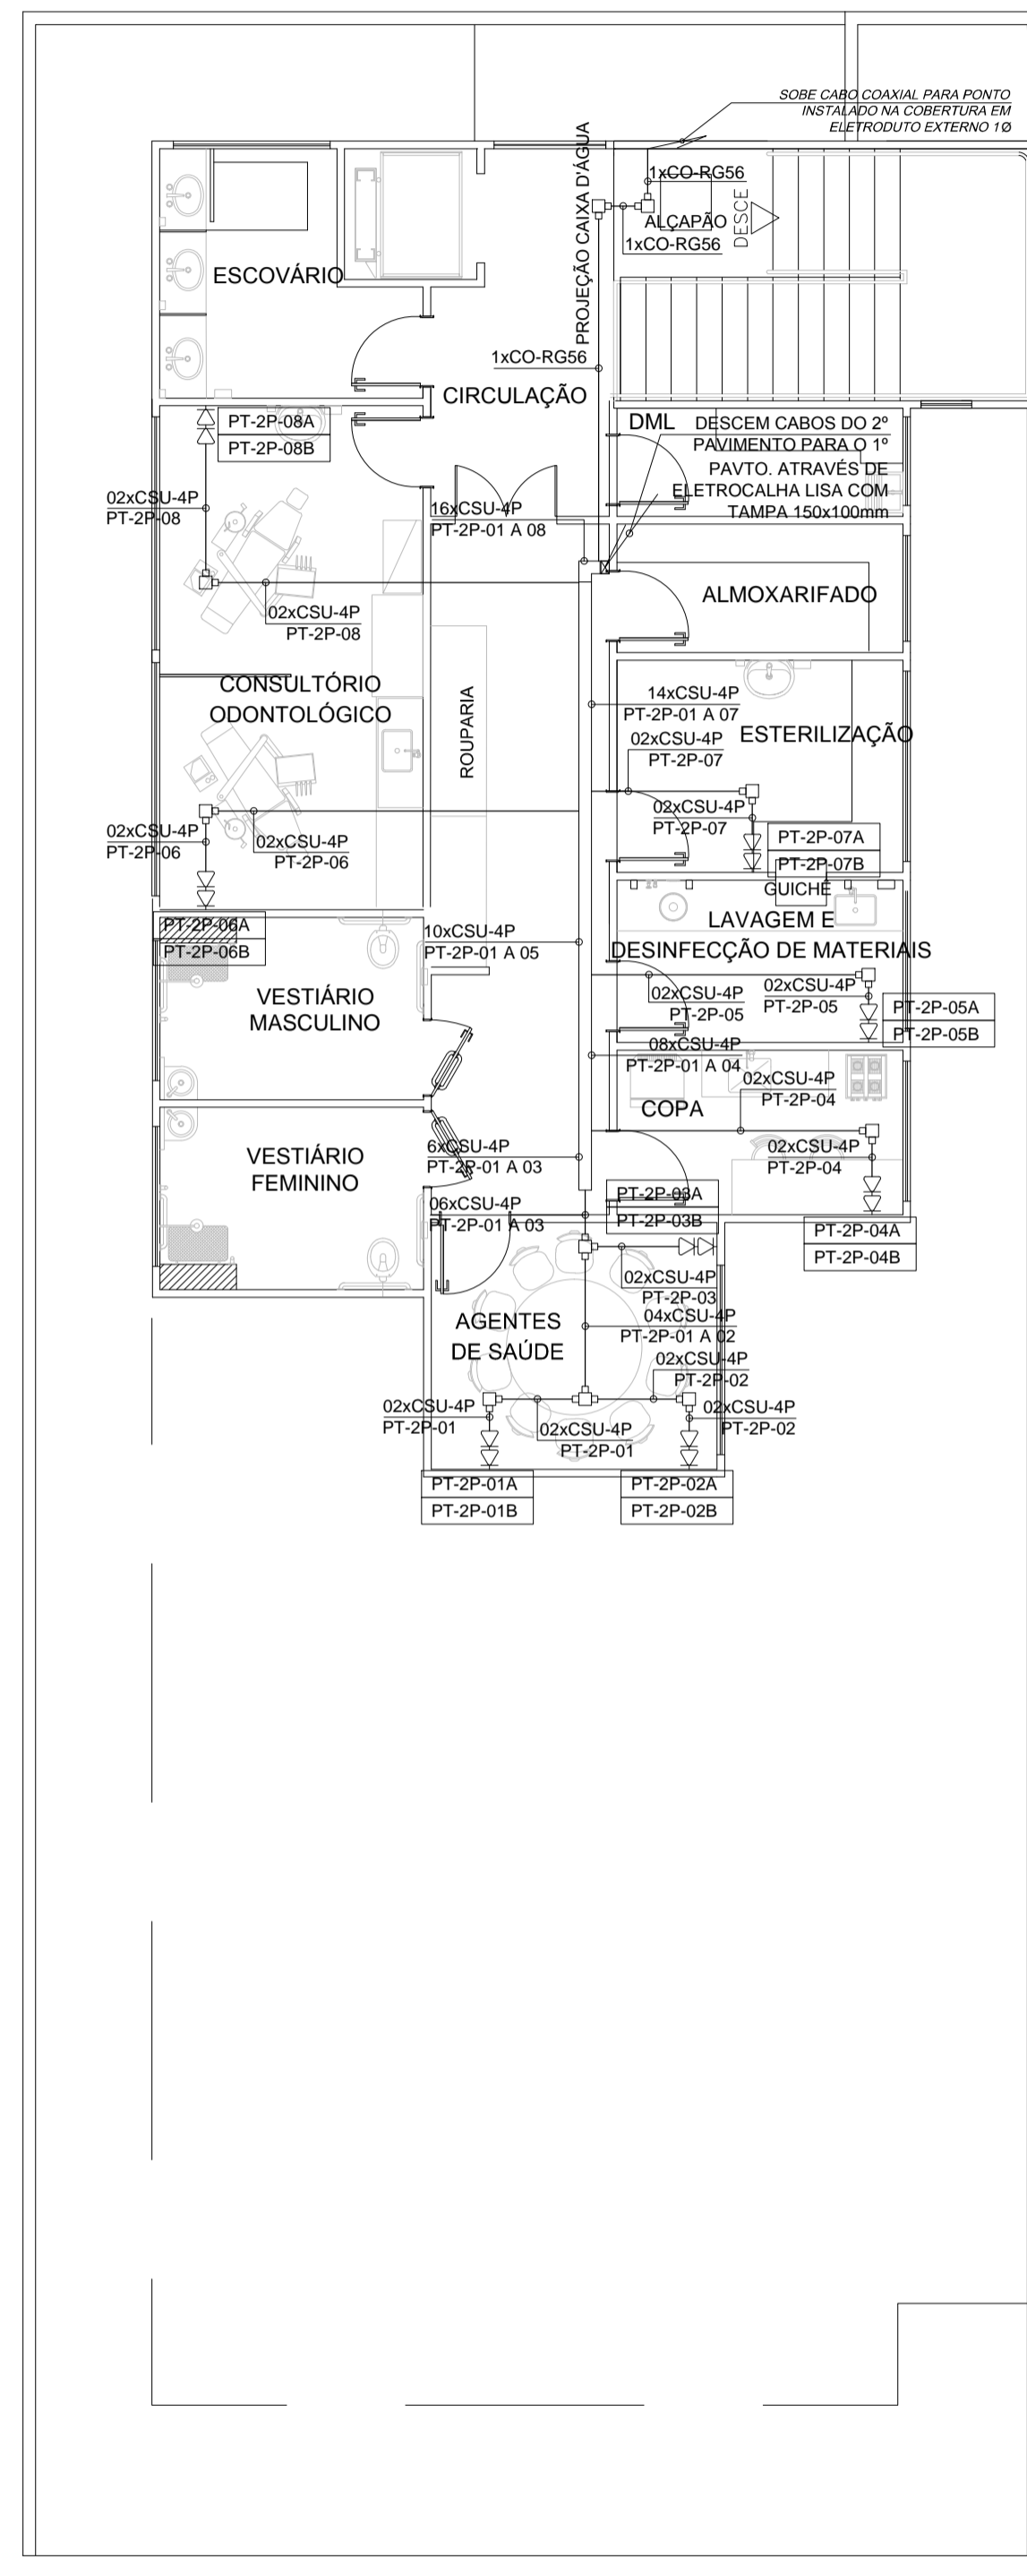 SOBE CABO COAXIAL PARA PONTO
INSTALADO NA COBERTURA EM
ELETRODUTO EXTERNO 1Ø
PROJEÇÃO CAIXA D'ÁGUA
1xCO-RG56
ALÇAPÃO
DESCE
1xCO-RG56
ESCOVÁRIO
1xCO-RG56
CIRCULAÇÃO
PT-2P-08A
PT-2P-08B
DML
DESCEM CABOS DO 2º
PAVIMENTO PARA O 1º
PAVTO. ATRAVÉS DE
ELETROCALHA LISA COM
TAMPA 150x100mm
02xCSU-4P
PT-2P-08
16xCSU-4P
PT-2P-01 A 08
02xCSU-4P
PT-2P-08
ALMOXARIFADO
CONSULTÓRIO
ODONTOLÓGICO
ROUPARIA
14xCSU-4P
PT-2P-01 A 07
02xCSU-4P
PT-2P-07
ESTERILIZAÇÃO
02xCSU-4P
PT-2P-07
PT-2P-07A
PT-2P-07B
02xCSU-4P
PT-2P-06
02xCSU-4P
PT-2P-06
GUICHÊ
PT-2P-06A
PT-2P-06B
LAVAGEM E
DESINFECÇÃO DE MATERIAIS
10xCSU-4P
PT-2P-01 A 05
VESTIÁRIO
MASCULINO
02xCSU-4P
PT-2P-05
02xCSU-4P
PT-2P-05
PT-2P-05A
PT-2P-05B
08xCSU-4P
PT-2P-01 A 04
02xCSU-4P
PT-2P-04
COPA
VESTIÁRIO
FEMININO
6xCSU-4P
PT-2P-01 A 03
02xCSU-4P
PT-2P-04
06xCSU-4P
PT-2P-01 A 03
PT-2P-03A
PT-2P-03B
PT-2P-04A
PT-2P-04B
02xCSU-4P
PT-2P-03
AGENTES
DE SAÚDE
04xCSU-4P
PT-2P-01 A 02
02xCSU-4P
PT-2P-02
02xCSU-4P
PT-2P-01
02xCSU-4P
PT-2P-01
02xCSU-4P
PT-2P-02
PT-2P-01A
PT-2P-01B
PT-2P-02A
PT-2P-02B